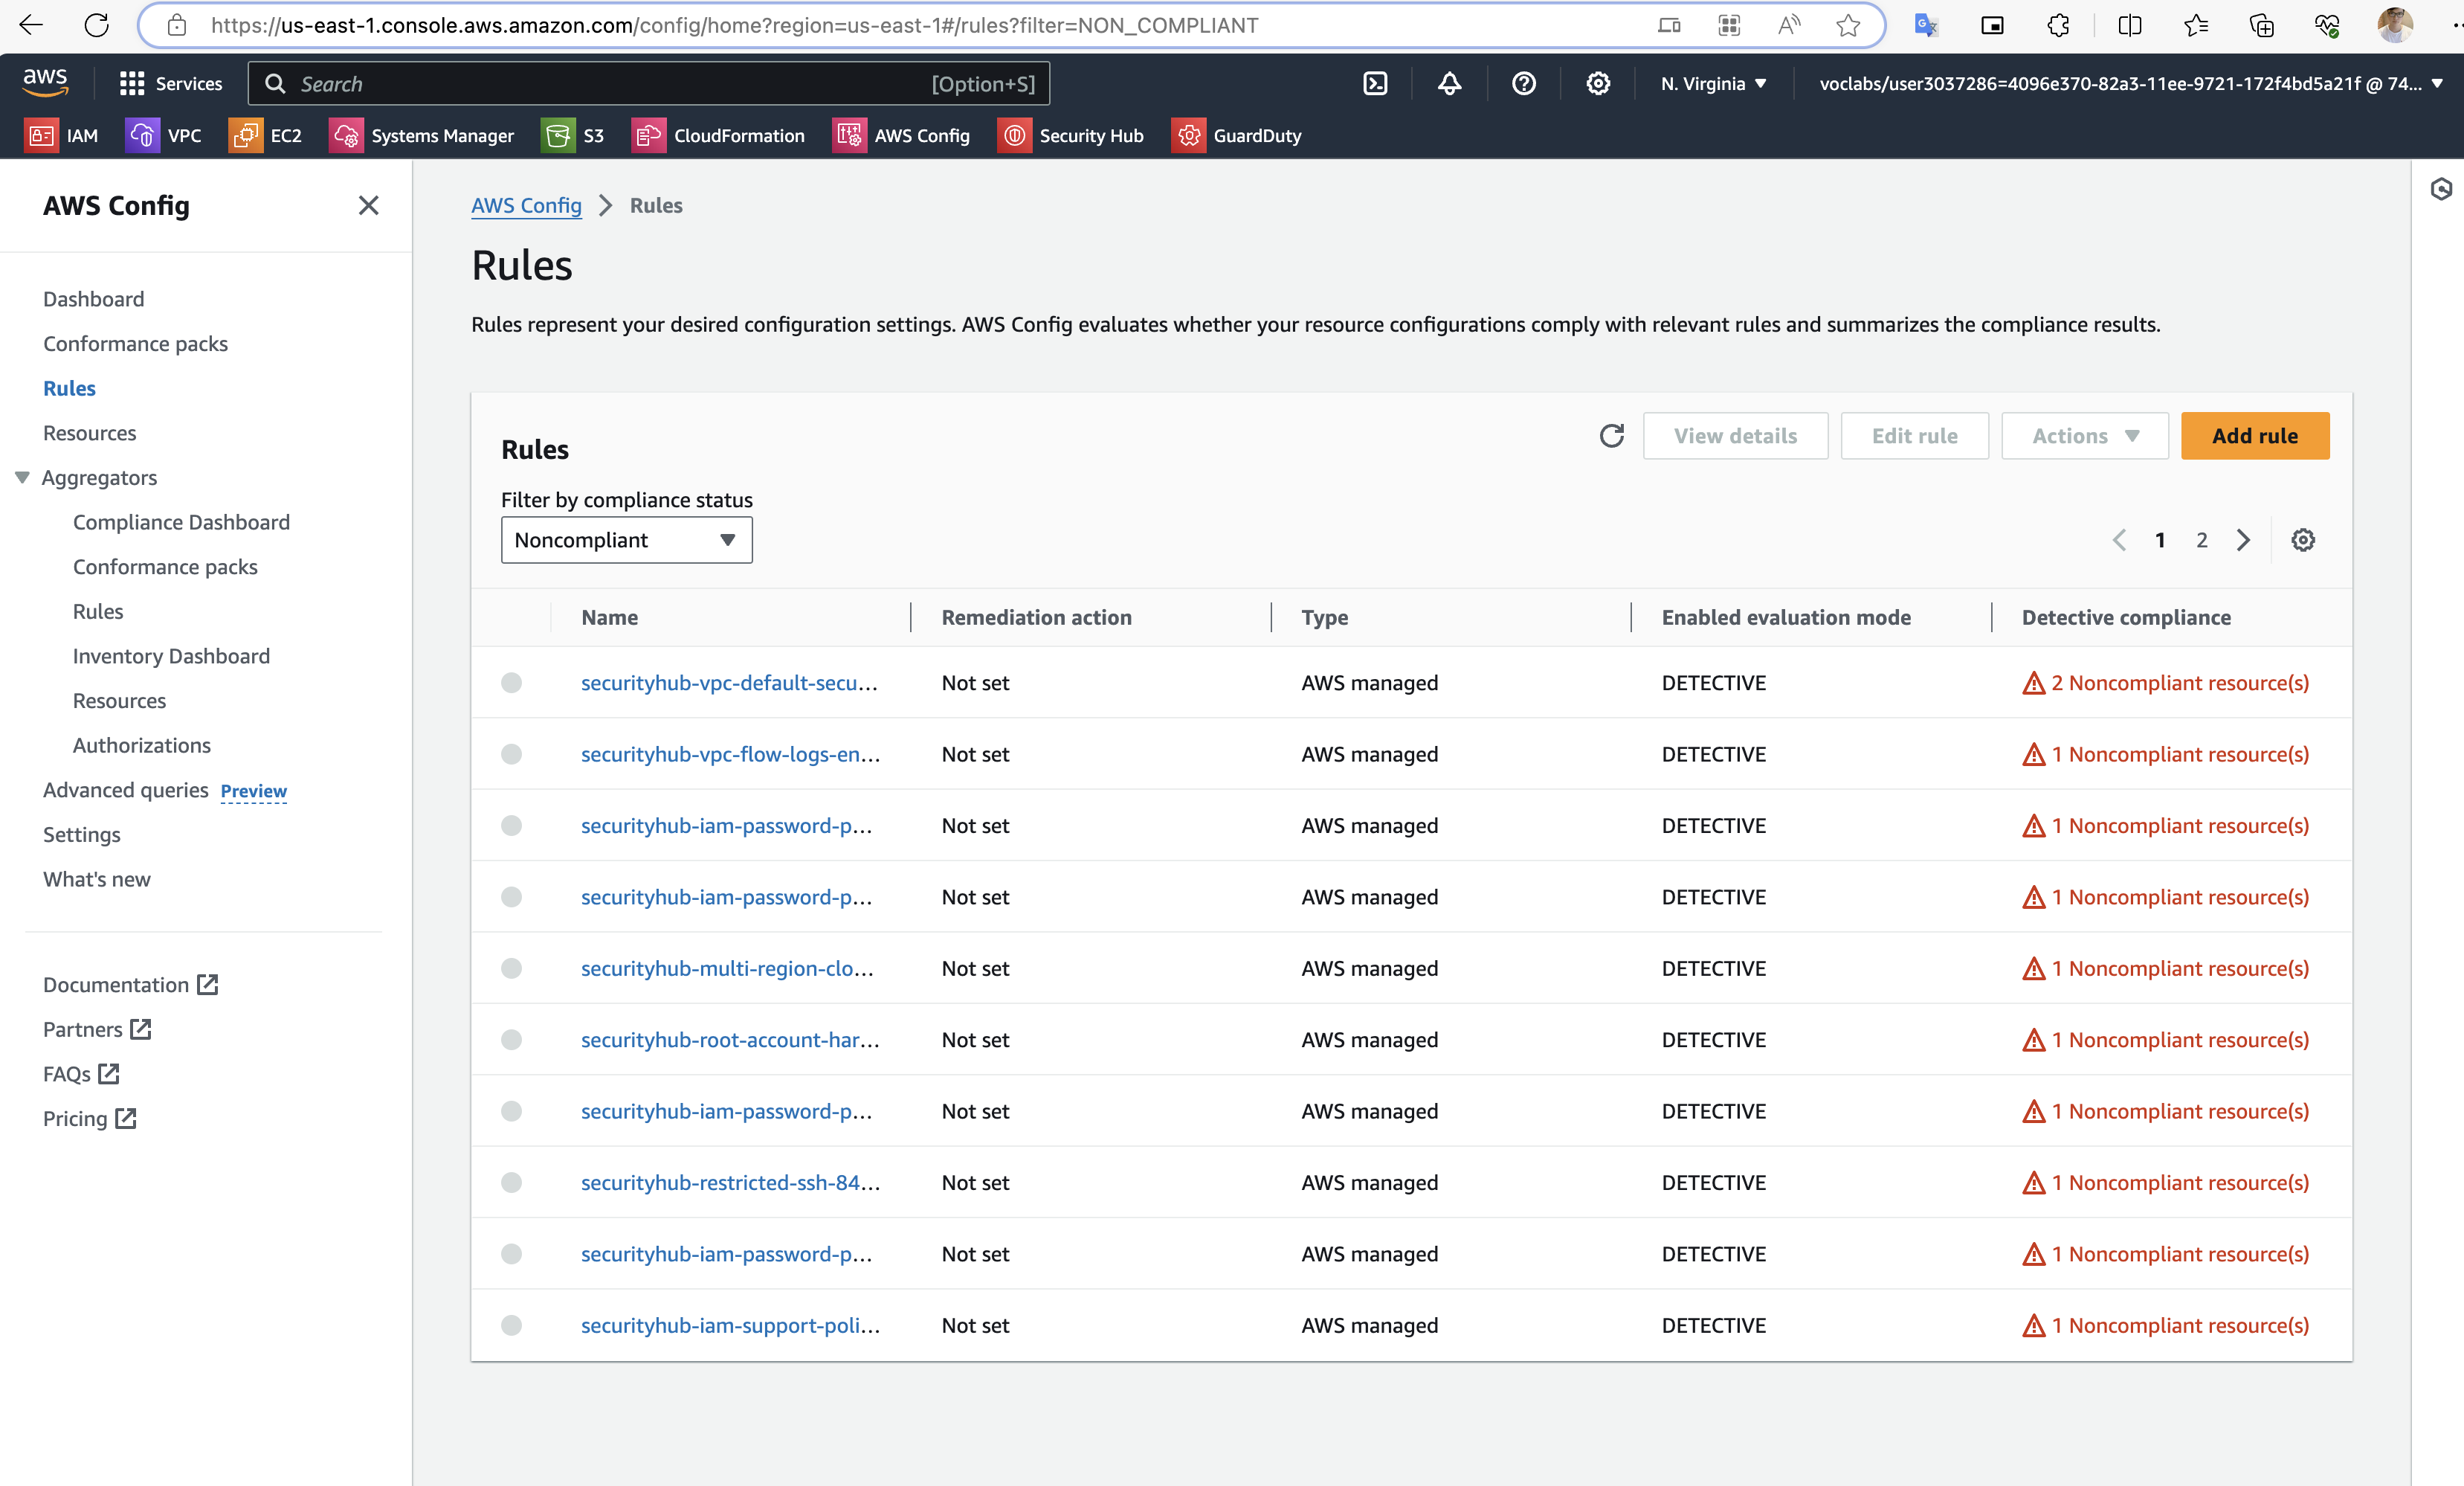 https://us-east-1.console.aws.amazon.com/config/home?region=us-east-1#/rules?filter=NON_COMPLIANT
aws Services Search [Option+S] N. Virginia voclabs/user3037286=4096e370-82a3-11ee-9721-172f4bd5a21f @ 74...
IAM VPC EC2 Systems Manager S3 CloudFormation AWS Config Security Hub GuardDuty
AWS Config
Dashboard
Conformance packs
Rules
Resources
Aggregators
Compliance Dashboard
Conformance packs
Rules
Inventory Dashboard
Resources
Authorizations
Advanced queries Preview
Settings
What's new
Documentation
Partners
FAQs
Pricing
AWS Config > Rules
Rules
Rules represent your desired configuration settings. AWS Config evaluates whether your resource configurations comply with relevant rules and summarizes the compliance results.
Rules
View details Edit rule Actions Add rule
Filter by compliance status
Noncompliant
1 2
Name Remediation action Type Enabled evaluation mode Detective compliance
securityhub-vpc-default-secu... Not set AWS managed DETECTIVE 2 Noncompliant resource(s)
securityhub-vpc-flow-logs-en... Not set AWS managed DETECTIVE 1 Noncompliant resource(s)
securityhub-iam-password-p... Not set AWS managed DETECTIVE 1 Noncompliant resource(s)
securityhub-iam-password-p... Not set AWS managed DETECTIVE 1 Noncompliant resource(s)
securityhub-multi-region-clo... Not set AWS managed DETECTIVE 1 Noncompliant resource(s)
securityhub-root-account-har... Not set AWS managed DETECTIVE 1 Noncompliant resource(s)
securityhub-iam-password-p... Not set AWS managed DETECTIVE 1 Noncompliant resource(s)
securityhub-restricted-ssh-84... Not set AWS managed DETECTIVE 1 Noncompliant resource(s)
securityhub-iam-password-p... Not set AWS managed DETECTIVE 1 Noncompliant resource(s)
securityhub-iam-support-poli... Not set AWS managed DETECTIVE 1 Noncompliant resource(s)